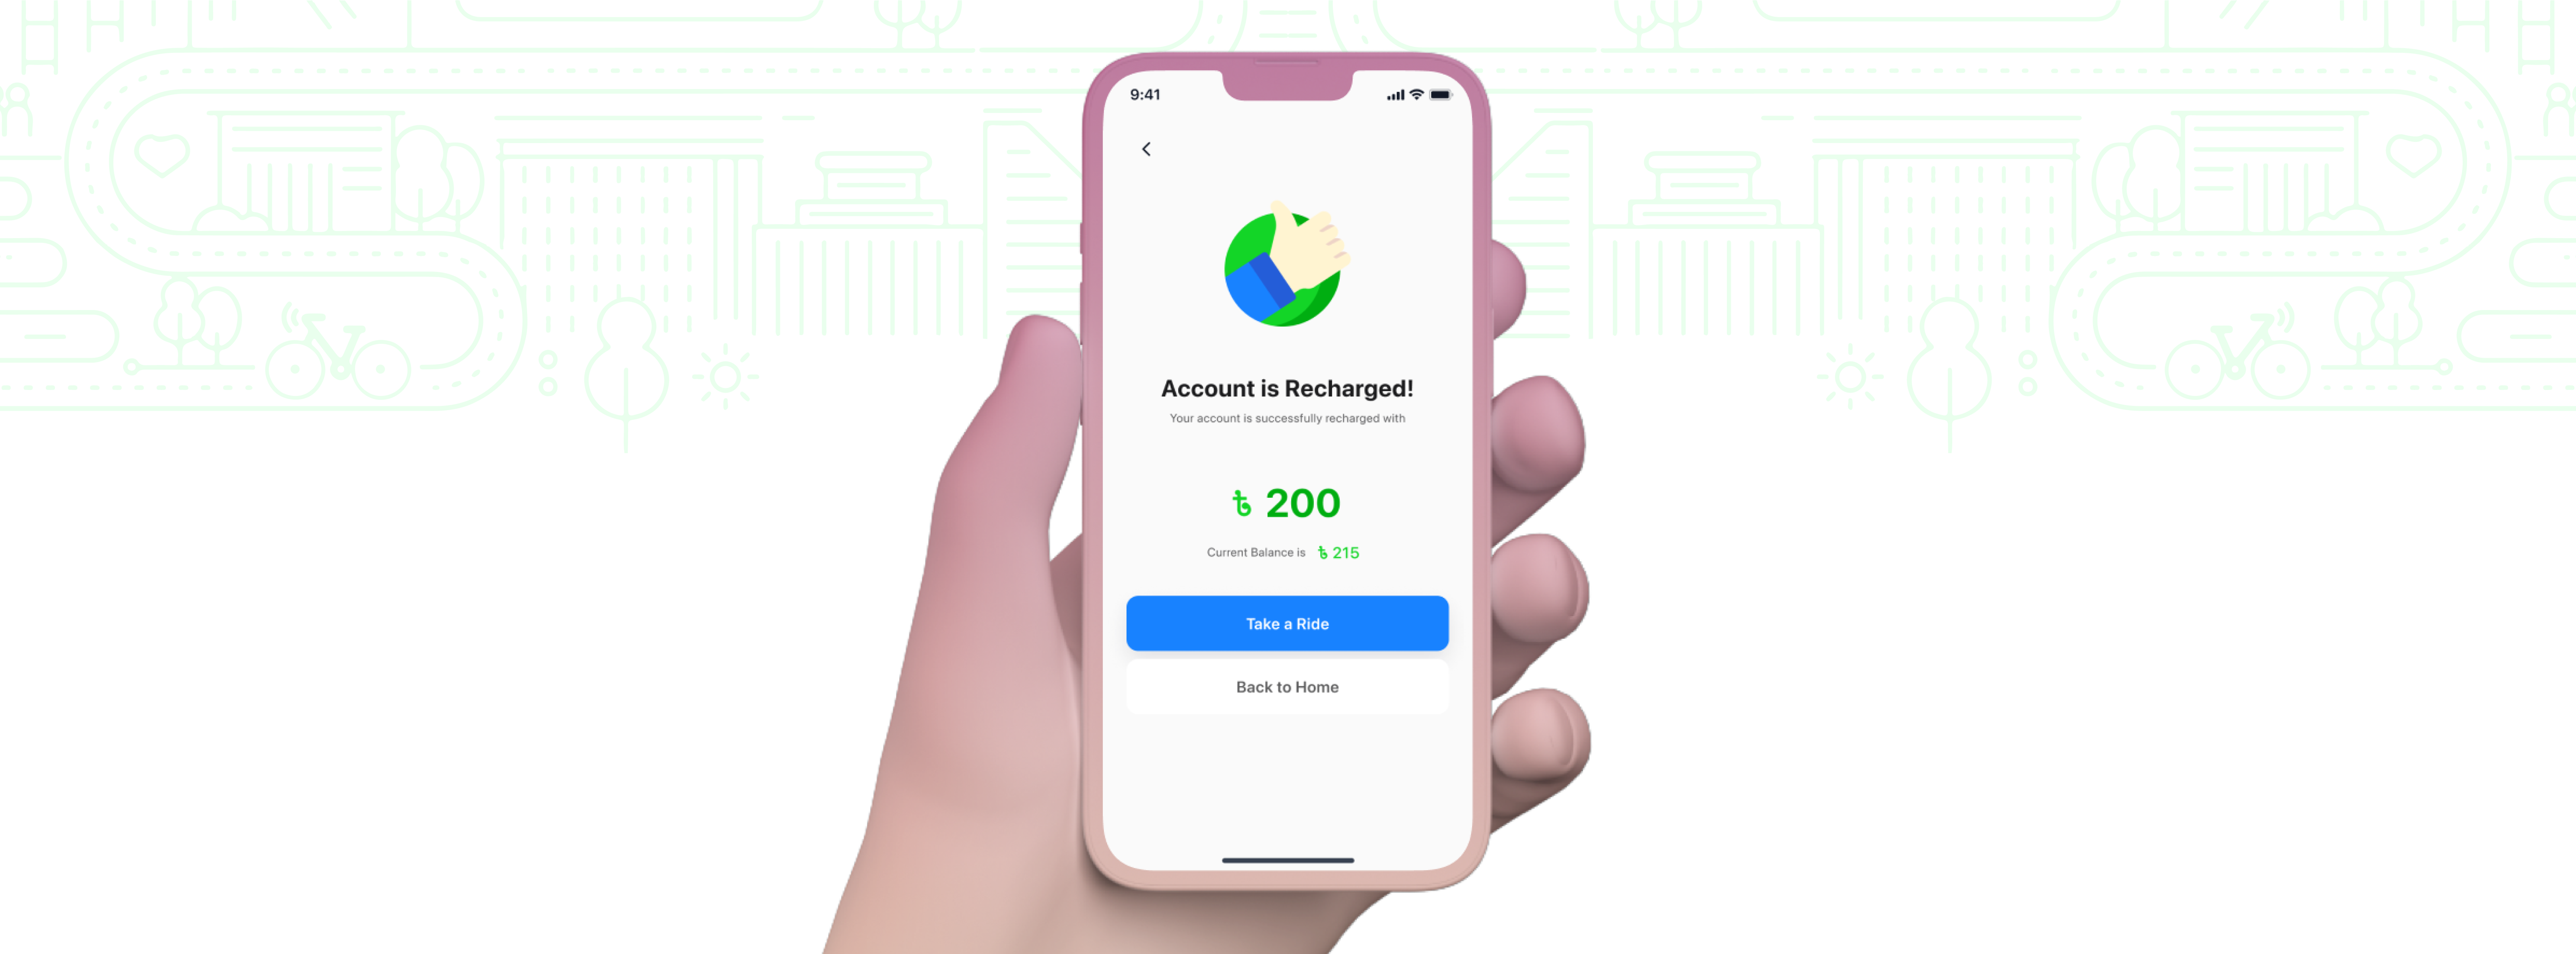 9:41
Account is Recharged!
Your account is successfully recharged with
৳ 200
Current Balance is ৳ 215
Take a Ride
Back to Home